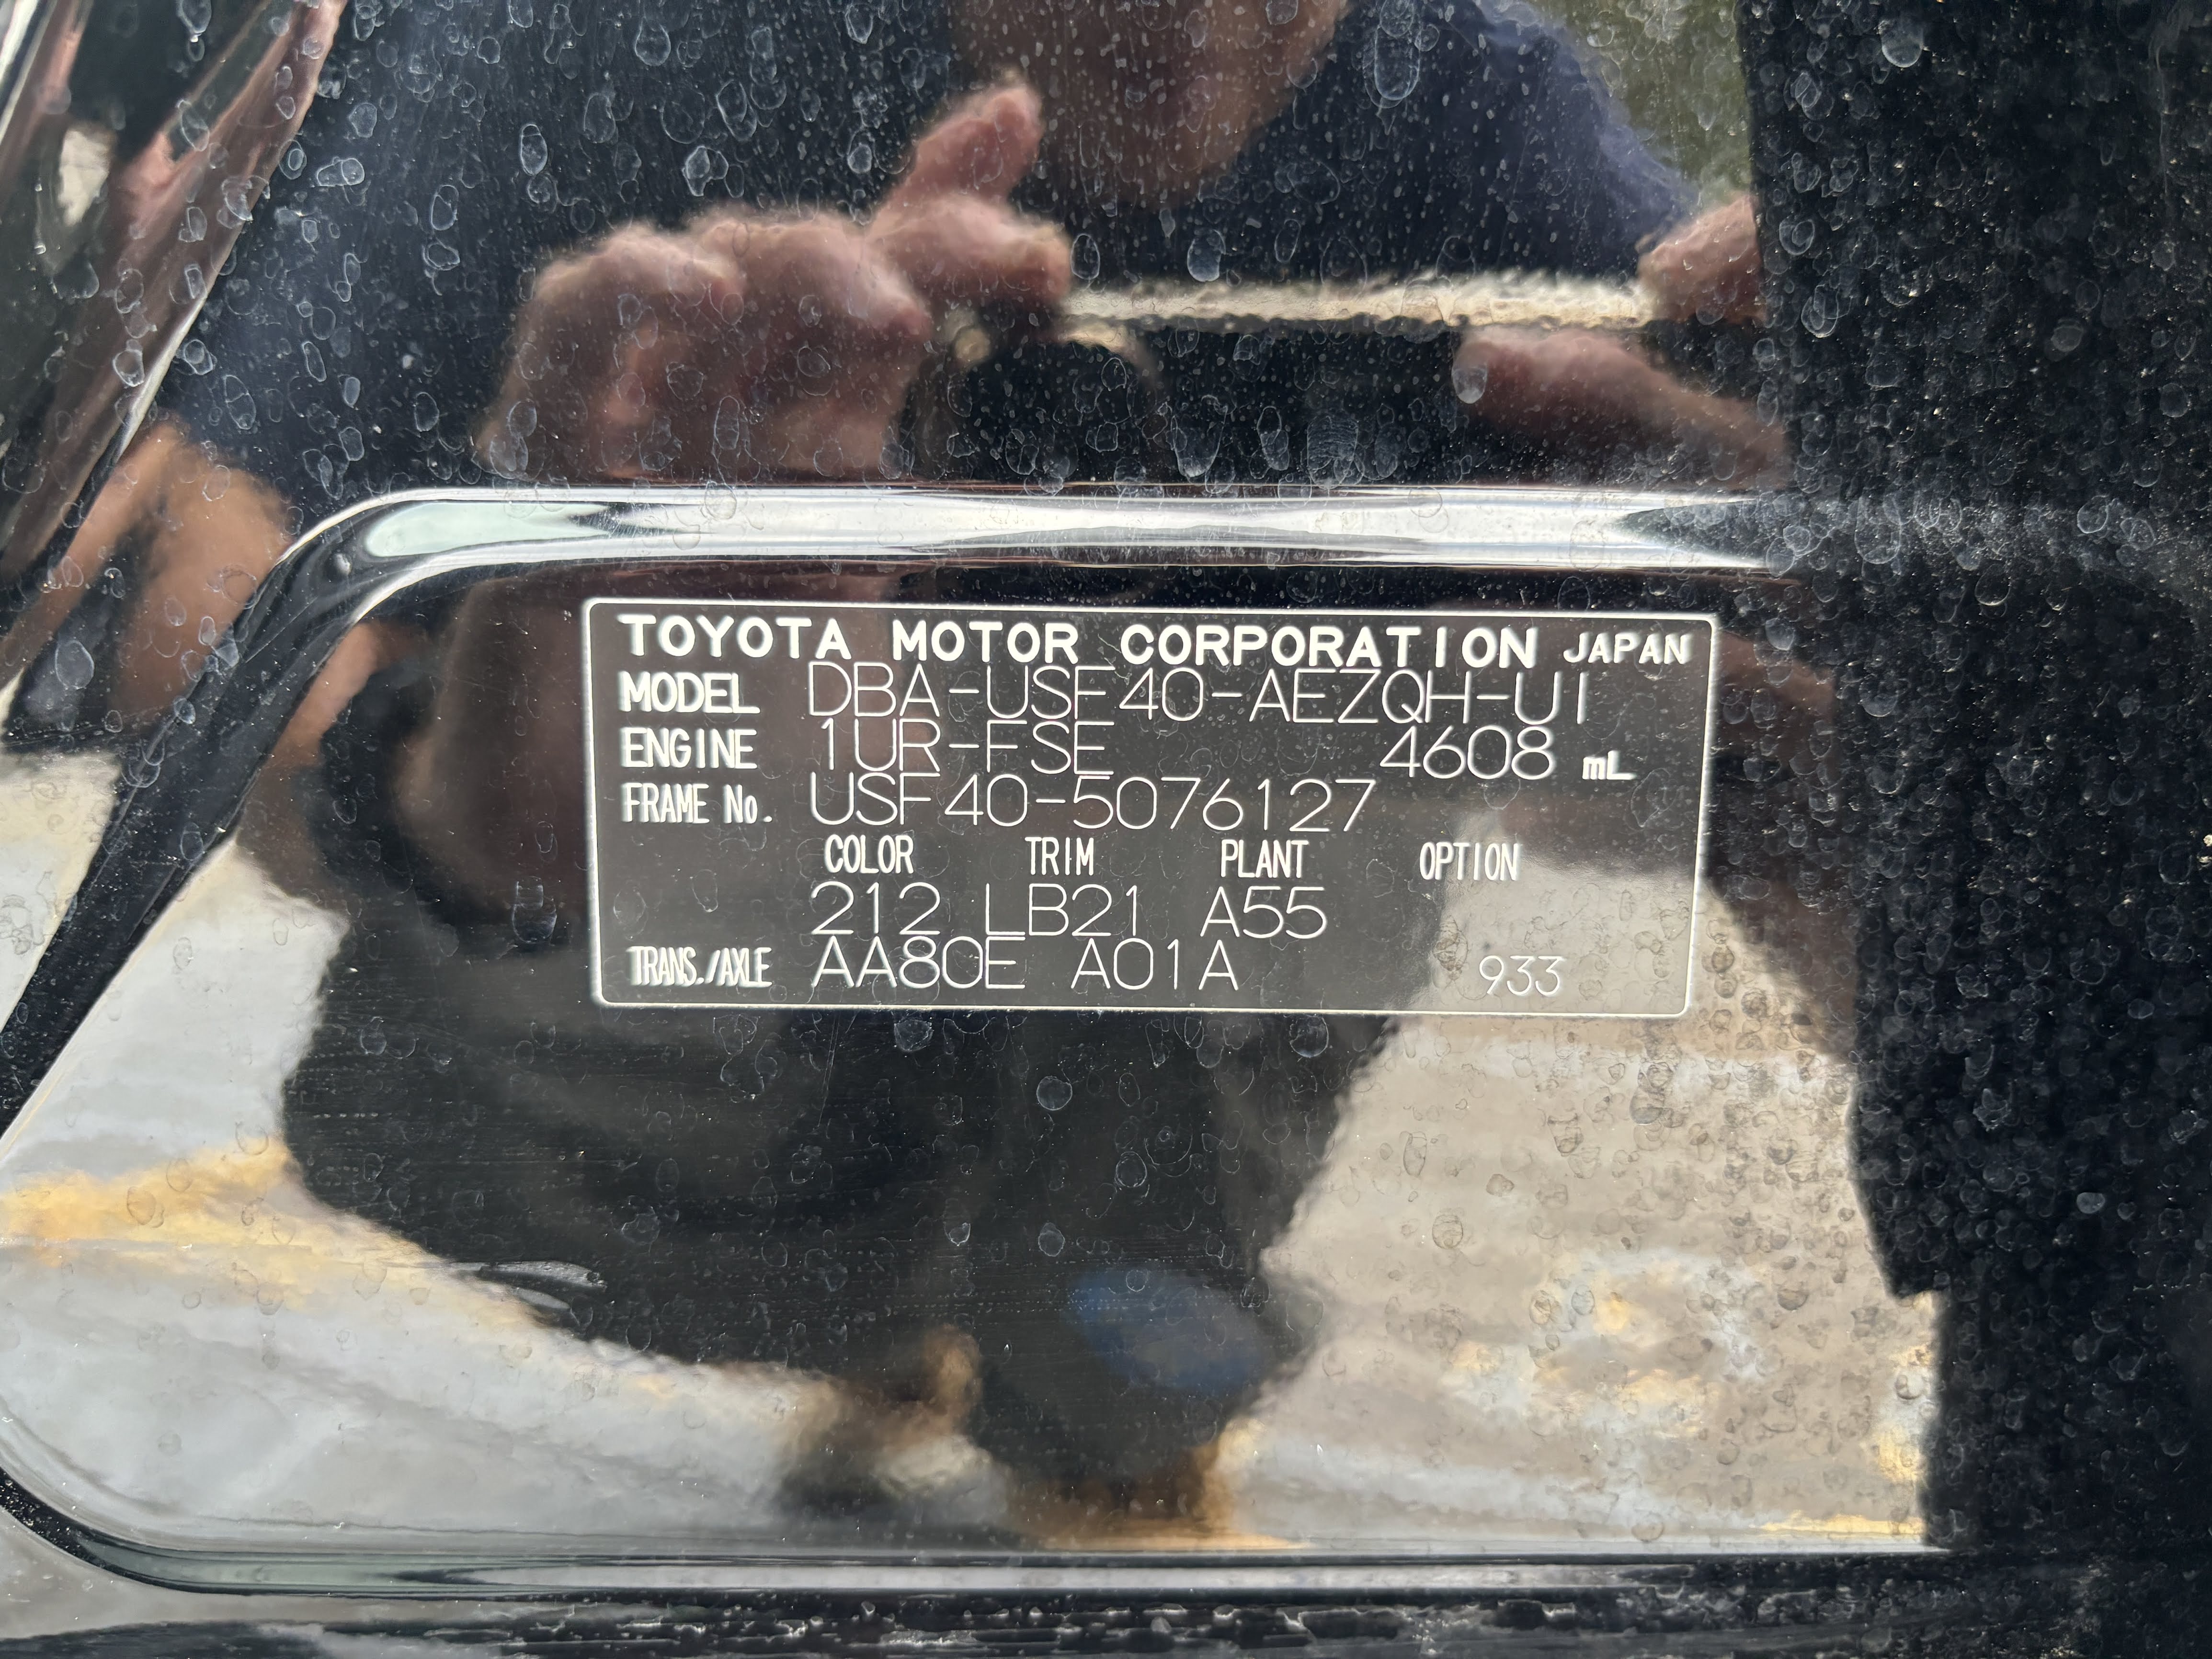 TOYOTA MOTOR CORPORATION JAPAN
MODEL DBA-USF40-AEZQH-UI
ENGINE 1UR-FSE 4608 mL
FRAME No. USF40-5076127
COLOR TRIM PLANT OPTION
212 LB21 A55
TRANS./AXLE AA80E A01A 933